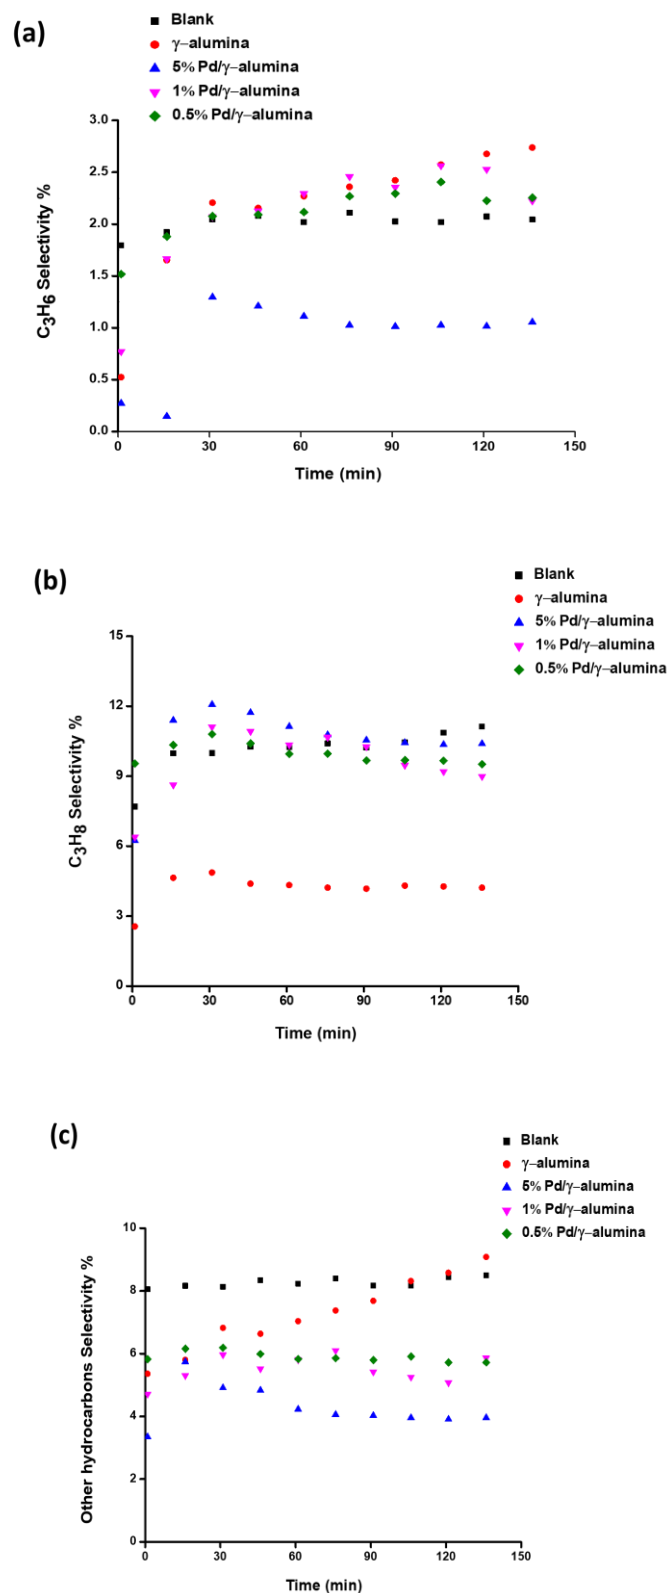 (a)
Blank
γ–alumina
5% Pd/γ–alumina
1% Pd/γ–alumina
0.5% Pd/γ–alumina
3.0
2.5
2.0
1.5
1.0
0.5
0.0
C3H6 Selectivity %
0 30 60 90 120 150
Time (min)
(b)
Blank
γ–alumina
5% Pd/γ–alumina
1% Pd/γ–alumina
0.5% Pd/γ–alumina
15
12
9
6
3
0
C3H8 Selectivity %
0 30 60 90 120 150
Time (min)
(c)
Blank
γ–alumina
5% Pd/γ–alumina
1% Pd/γ–alumina
0.5% Pd/γ–alumina
10
8
6
4
2
0
Other hydrocarbons Selectivity %
0 30 60 90 120 150
Time (min)